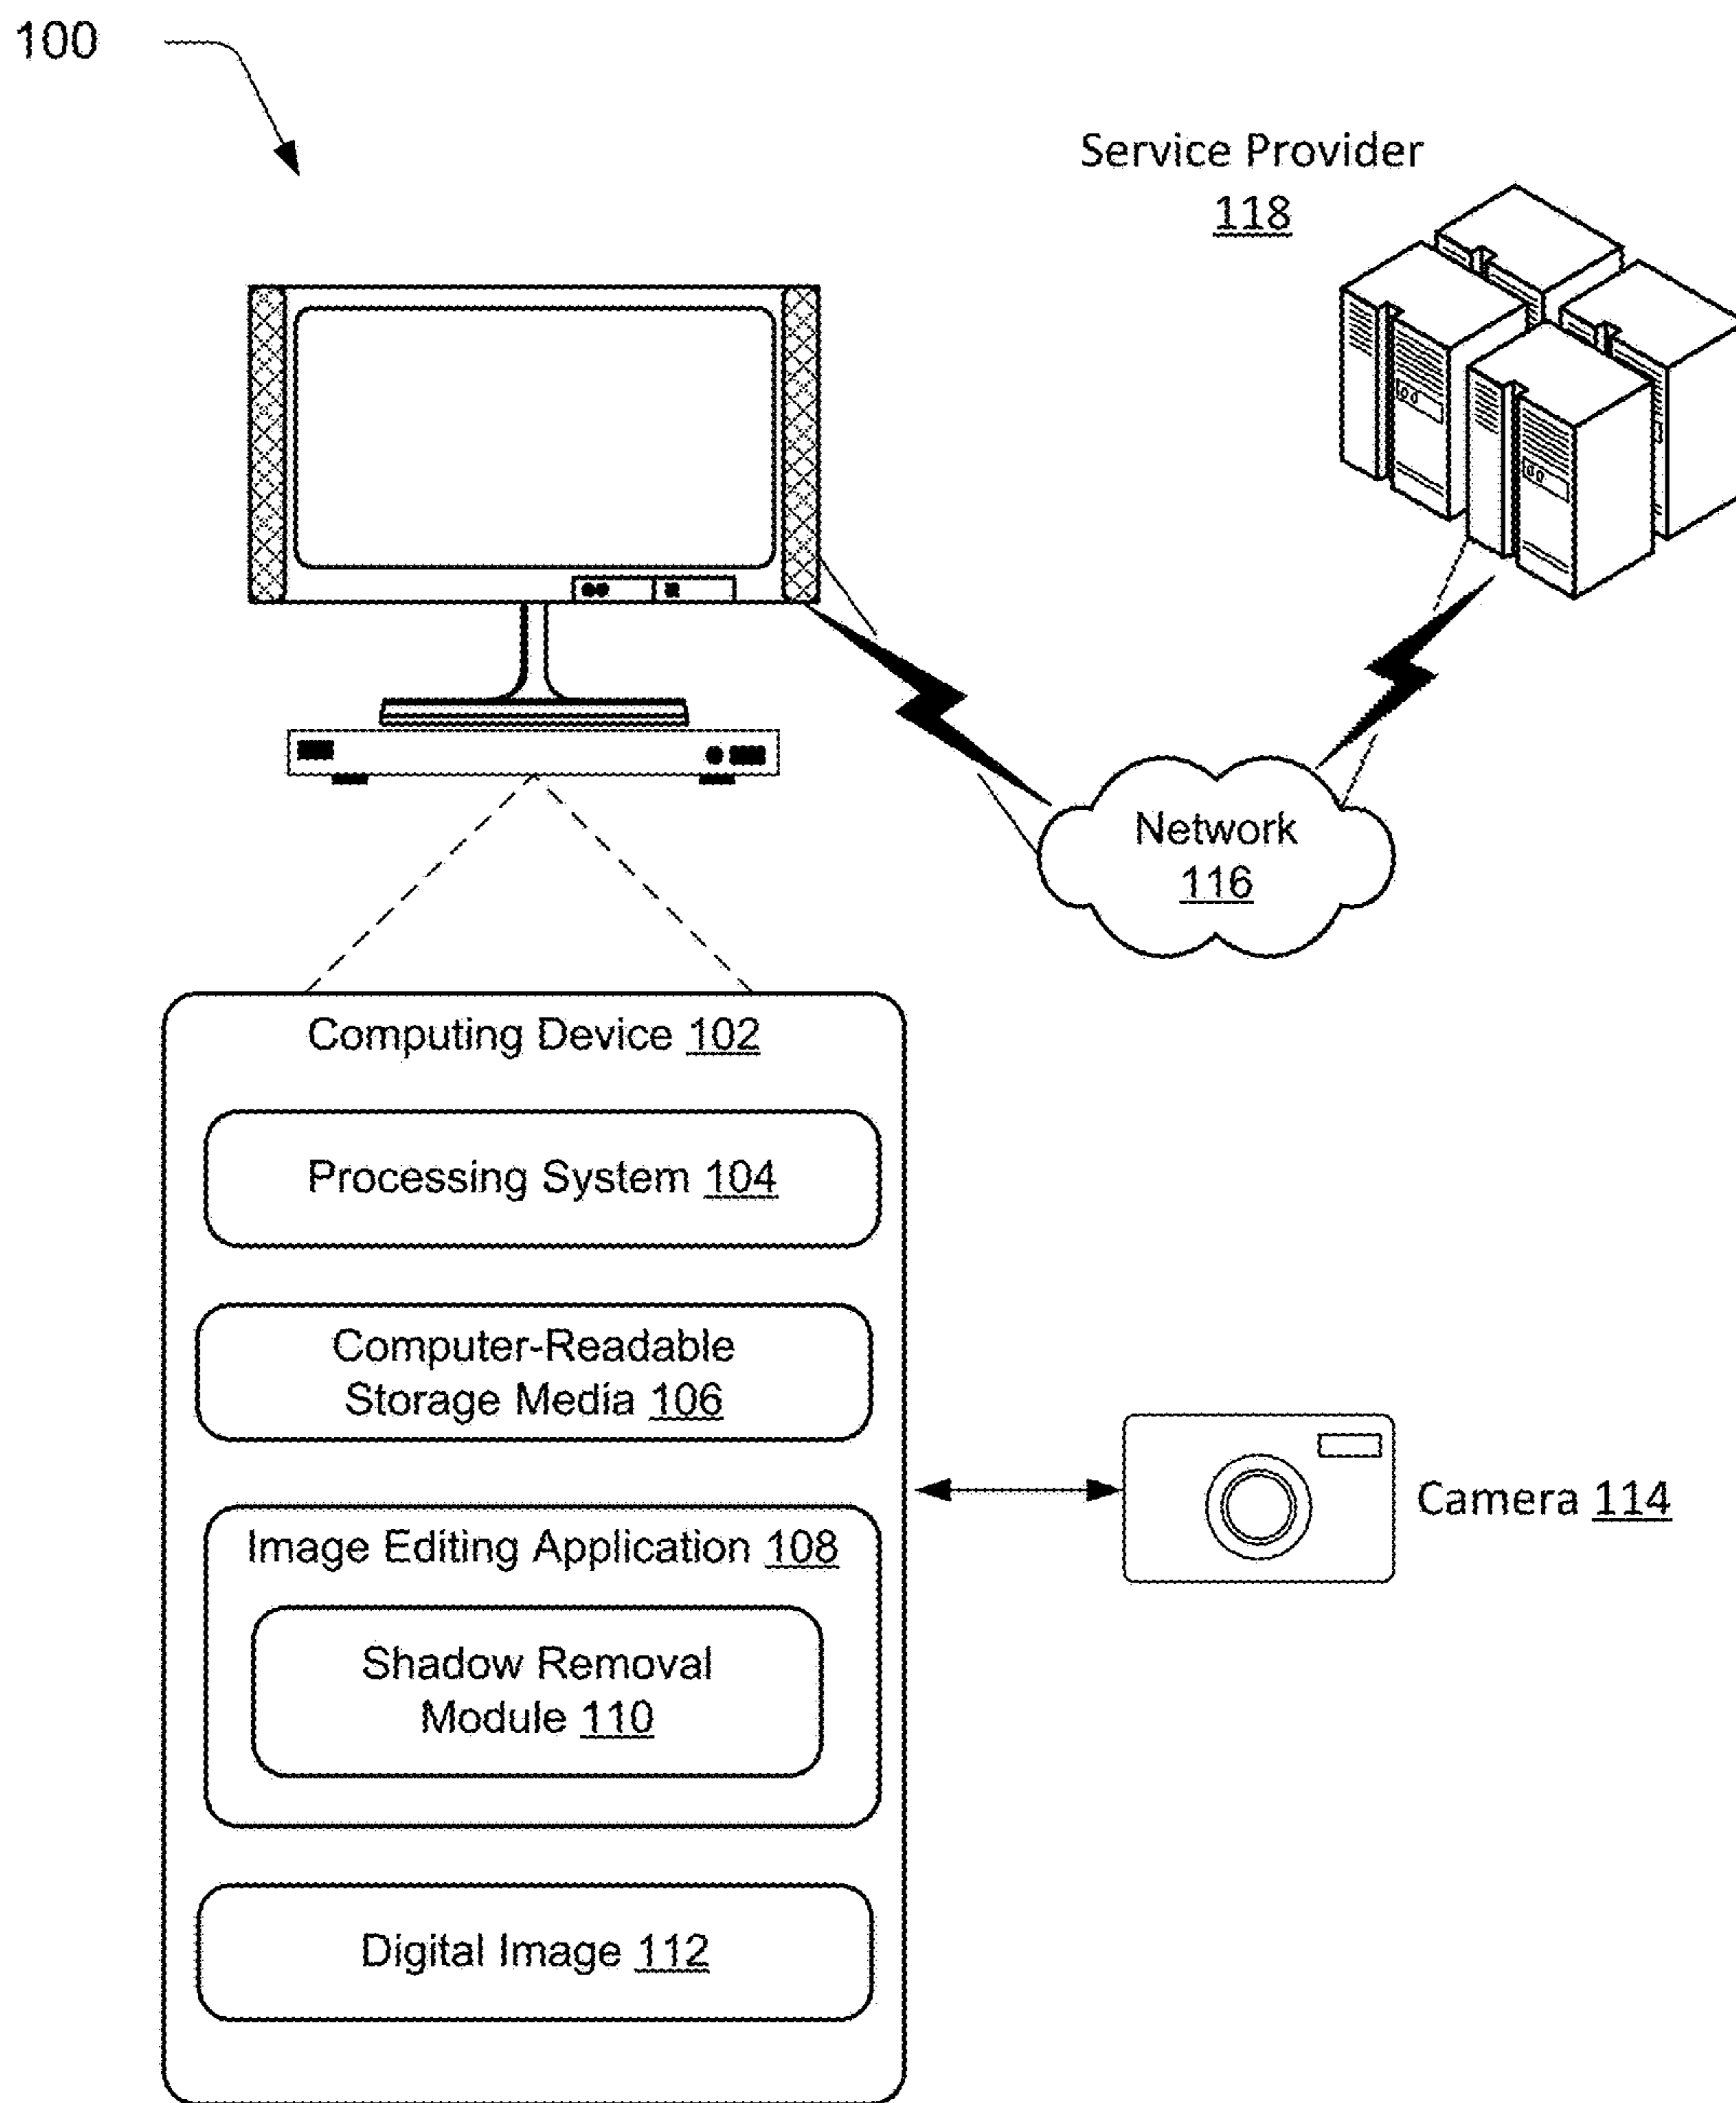 100
Service Provider
118
Network
116
Computing Device 102
Processing System 104
Computer-Readable
Storage Media 106
Image Editing Application 108
Shadow Removal
Module 110
Digital Image 112
Camera 114